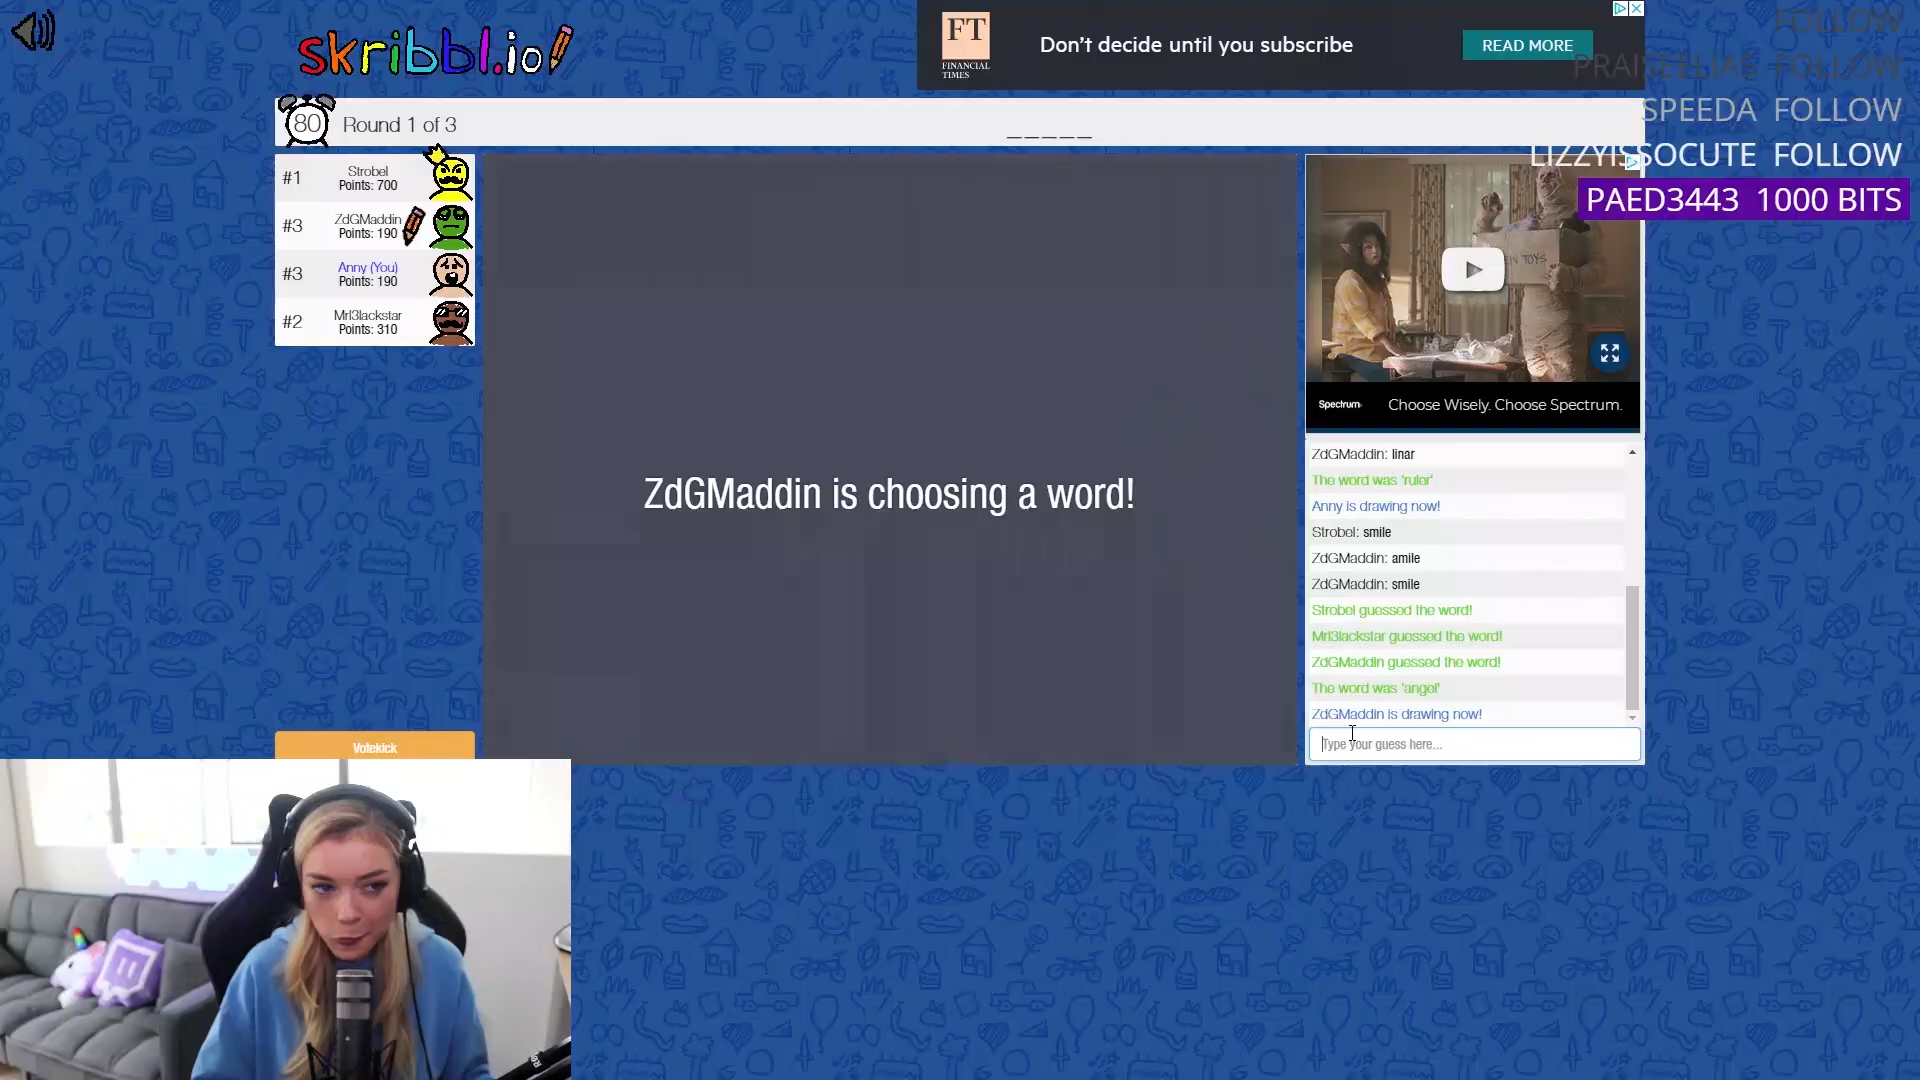 skribbl.io
FT
FINANCIAL
TIMES
Don't decide until you subscribe
READ MORE
FOLLOW
PRAISEELIAS FOLLOW
SPEEDA FOLLOW
LIZZYISSOCUTE FOLLOW
PAED3443 1000 BITS
80
Round 1 of 3
_ _ _ _ _
#1
Strobel
Points: 700
#3
ZdGMaddin
Points: 190
#3
Anny (You)
Points: 190
#2
Mrl3lackstar
Points: 310
ZdGMaddin is choosing a word!
Spectrum
Choose Wisely. Choose Spectrum.
ZdGMaddin: linar
The word was 'ruler'
Anny is drawing now!
Strobel: smile
ZdGMaddin: amile
ZdGMaddin: smile
Strobel guessed the word!
Mrl3lackstar guessed the word!
ZdGMaddin guessed the word!
The word was 'angel'
ZdGMaddin is drawing now!
Type your guess here...
Votekick